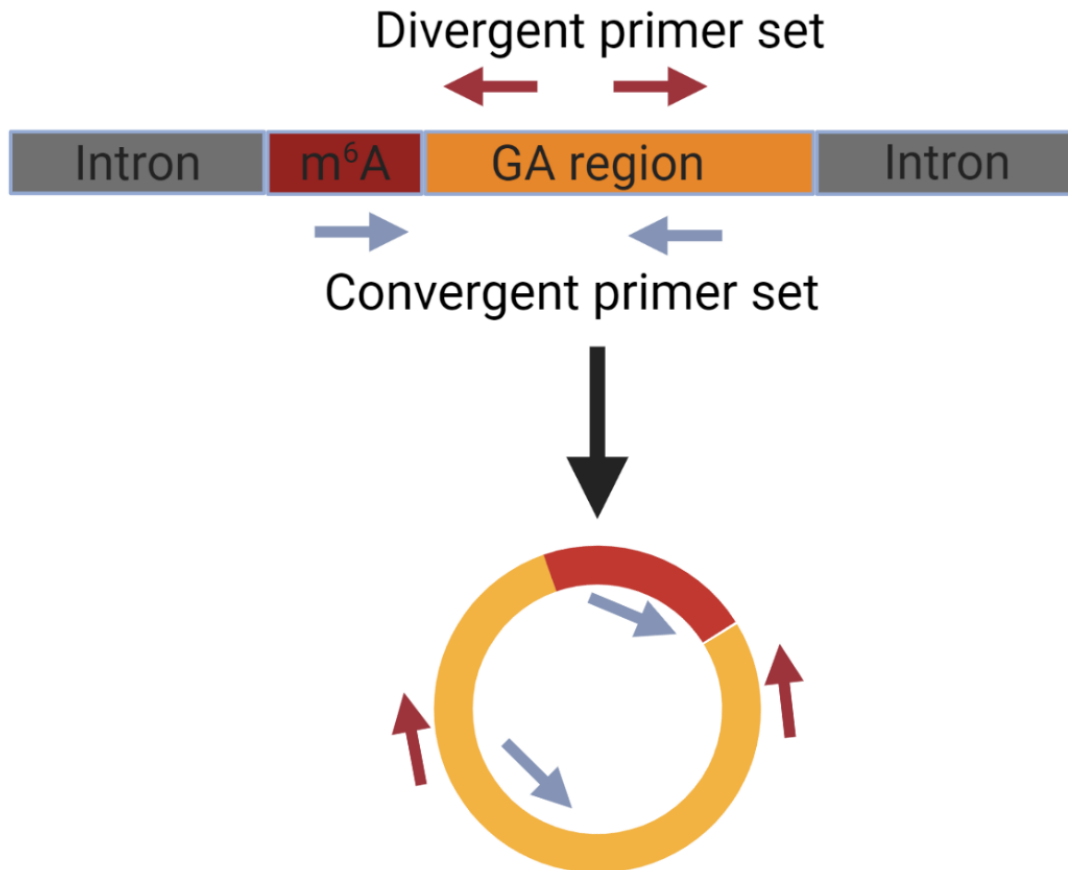 Divergent primer set
Intron m⁶A GA region Intron
Convergent primer set